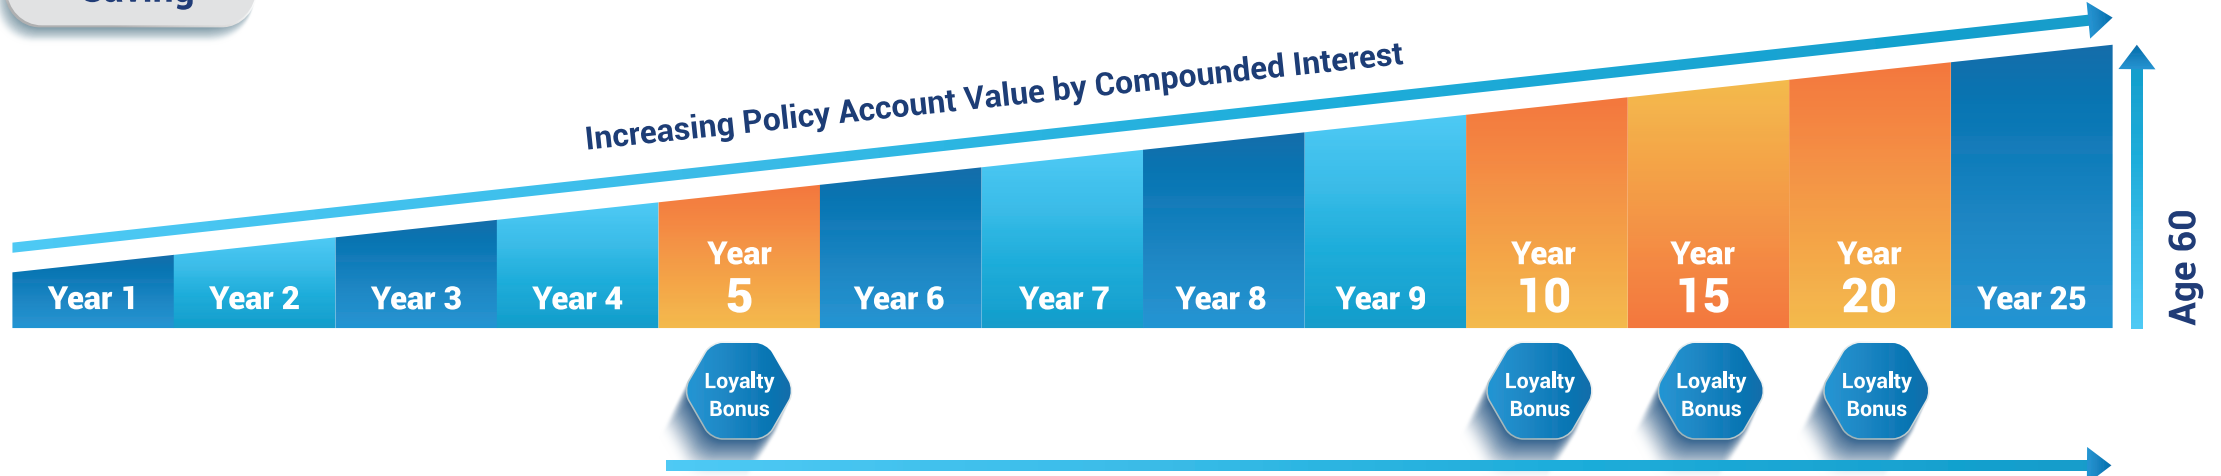 Saving
Increasing Policy Account Value by Compounded Interest
Year 1
Year 2
Year 3
Year 4
Year
5
Year 6
Year 7
Year 8
Year 9
Year
10
Year
15
Year
20
Year 25
Age 60
Loyalty
Bonus
Loyalty
Bonus
Loyalty
Bonus
Loyalty
Bonus